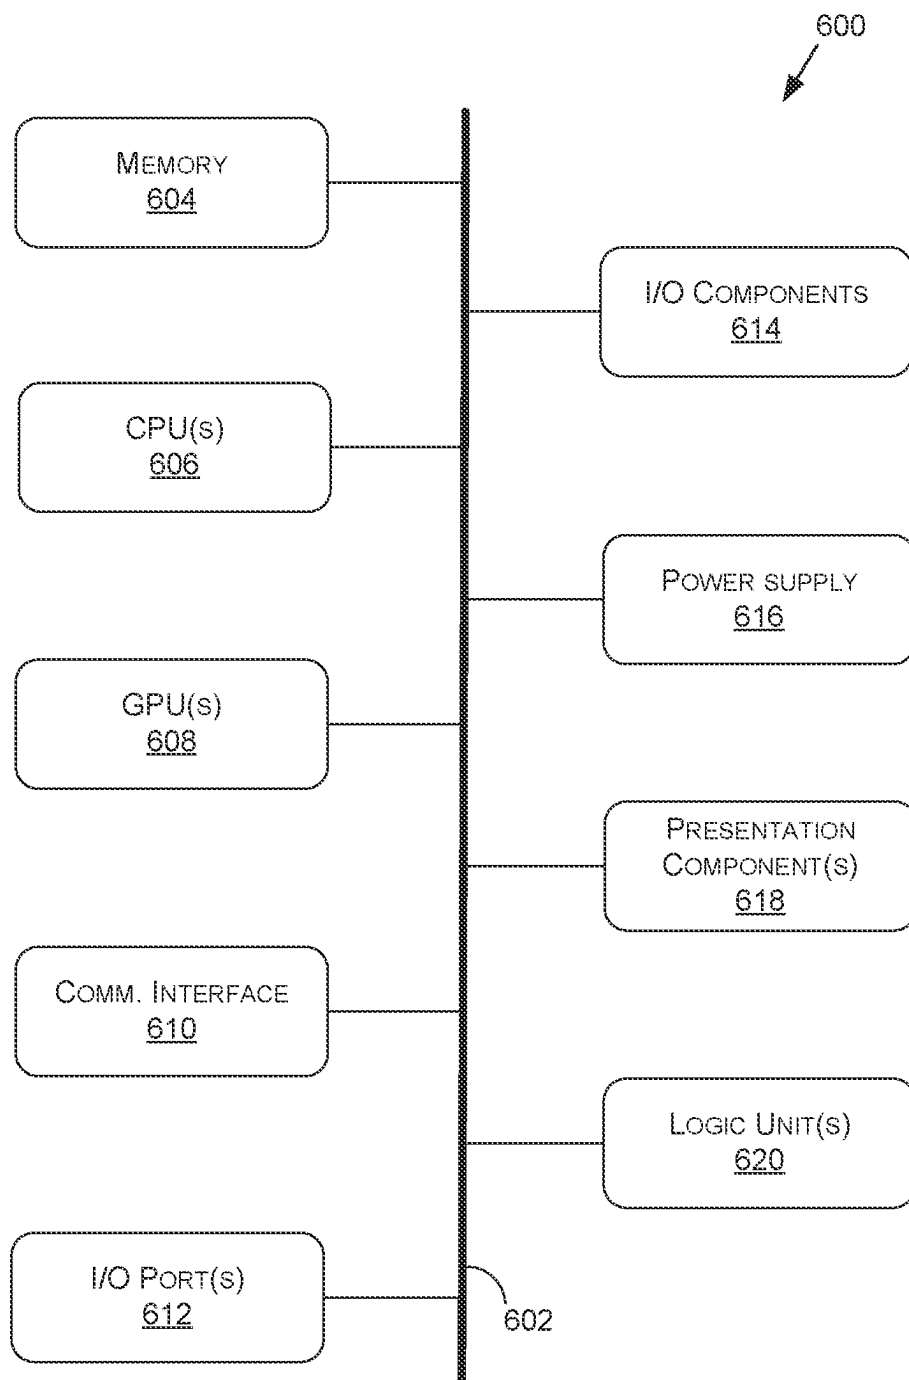 600
MEMORY
604
I/O COMPONENTS
614
CPU(S)
606
POWER SUPPLY
616
GPU(S)
608
PRESENTATION
COMPONENT(S)
618
COMM. INTERFACE
610
LOGIC UNIT(S)
620
I/O PORT(S)
612
602